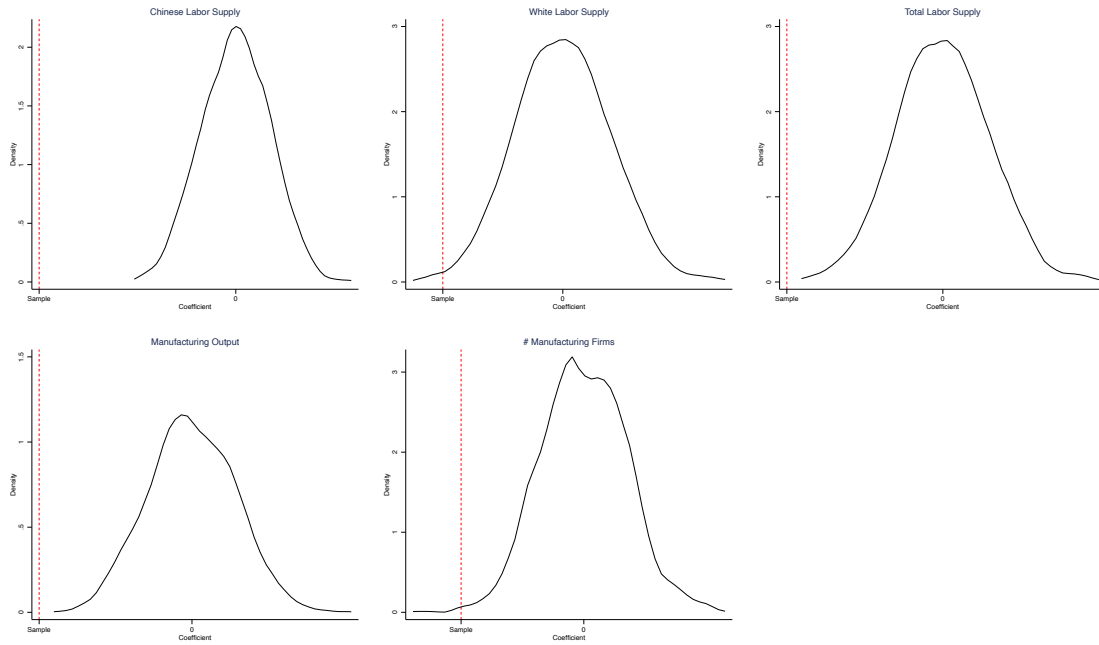 Chinese Labor Supply
Density
2
1.5
1
.5
0
Sample
0
Coefficient
White Labor Supply
Density
3
2
1
0
Sample
0
Coefficient
Total Labor Supply
Density
3
2
1
0
Sample
0
Coefficient
Manufacturing Output
Density
1.5
1
.5
0
Sample
0
Coefficient
# Manufacturing Firms
Density
3
2
1
0
Sample
0
Coefficient